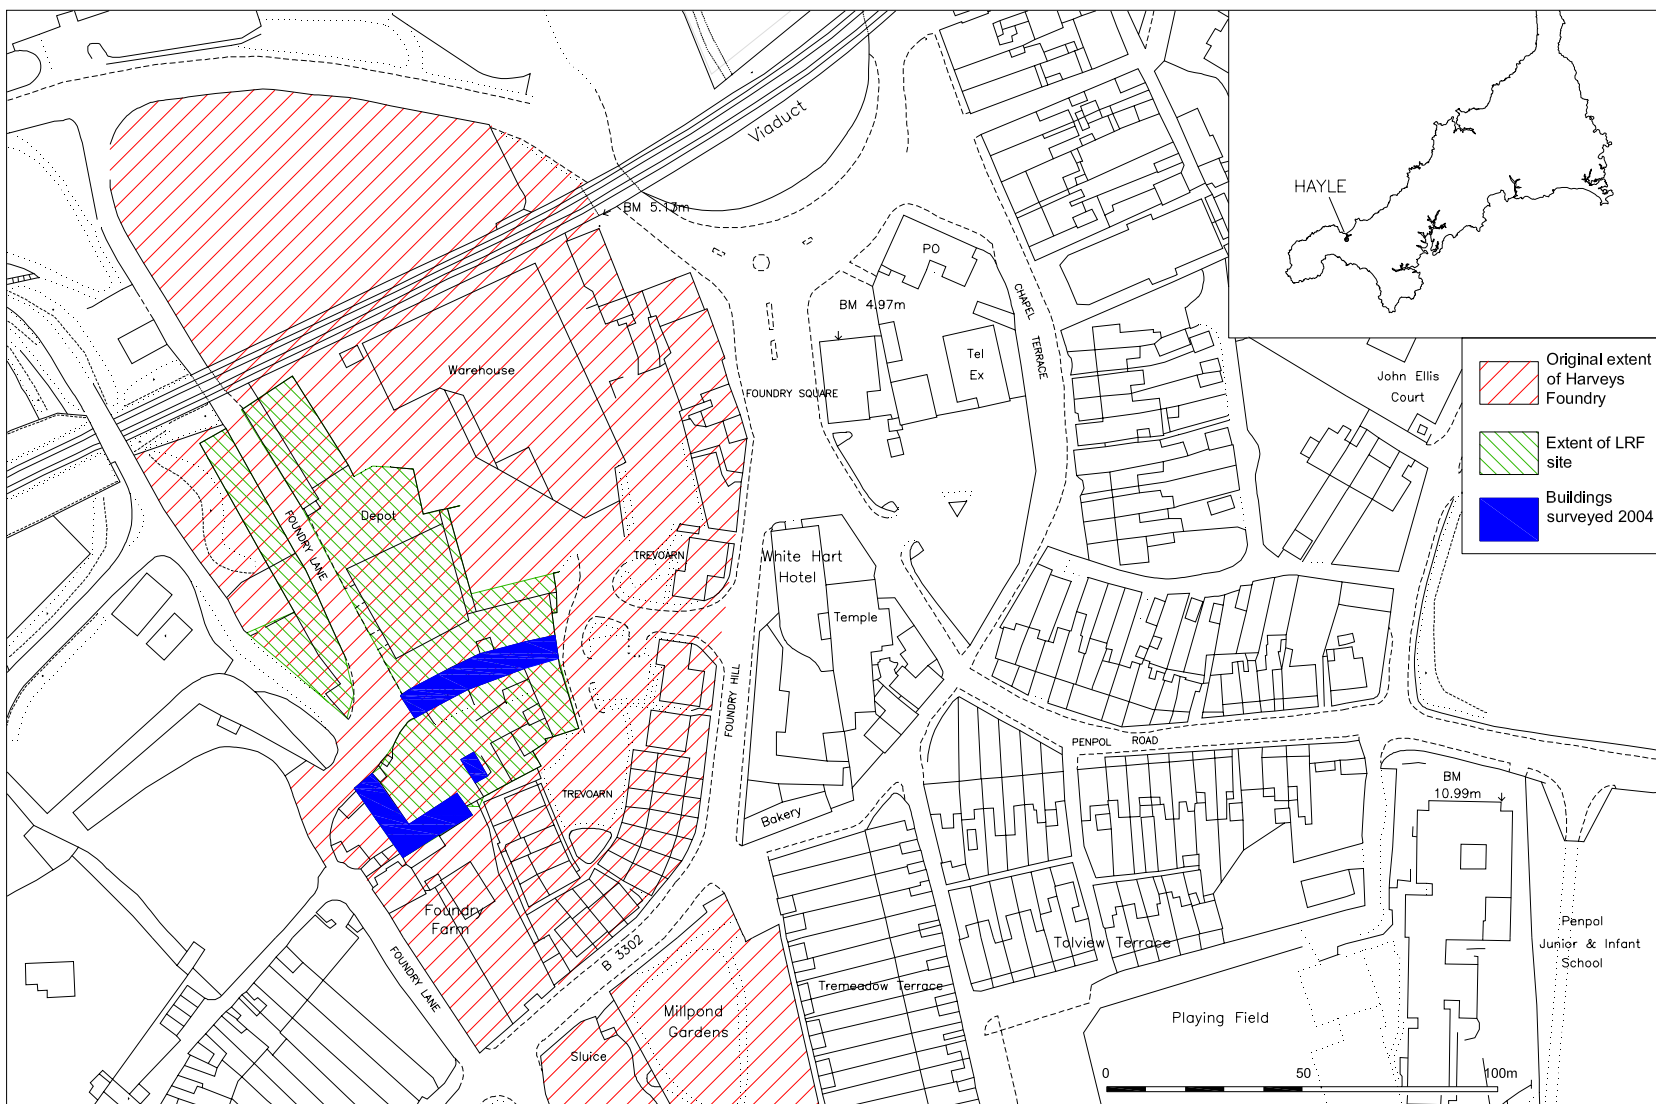 Viaduct
BM 5.13m
HAYLE
PO
BM 4.97m
CHAPEL TERRACE
Tel
Ex
Warehouse
FOUNDRY SQUARE
John Ellis
Court
Original extent
of Harveys
Foundry
Extent of LRF
site
Buildings
surveyed 2004
Depot
FOUNDRY LANE
TREVOARN
White Hart
Hotel
Temple
FOUNDRY HILL
PENPOL ROAD
TREVOARN
Bakery
BM
10.99m
Foundry
Farm
FOUNDRY LANE
B 3302
Talview Terrace
Tremeadow Terrace
Penpol
Junior & Infant
School
Millpond
Gardens
Playing Field
Sluice
0 50 100m